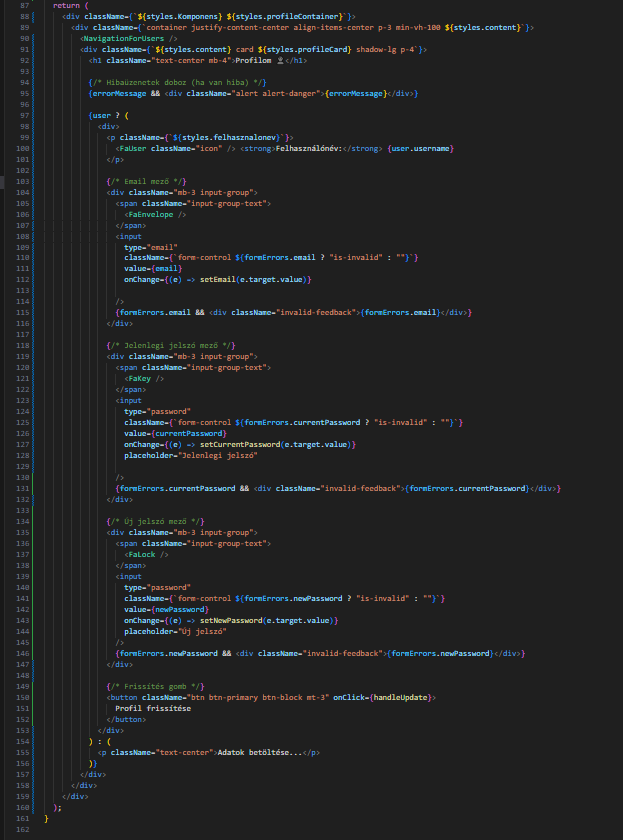 87 return (
88 <div className={`${styles.Komponens} ${styles.profileContainer}`}>
89 <div className={`container justify-content-center align-items-center p-3 min-vh-100 ${styles.content}`}>
90 <NavigationForUsers />
91 <div className={`${styles.content} card ${styles.profileCard} shadow-lg p-4`}>
92 <h1 className="text-center mb-4">Profilom 👤</h1>
93
94 {/* Hibaüzenetek doboz (ha van hiba) */}
95 {errorMessage && <div className="alert alert-danger">{errorMessage}</div>}
96
97 {user ? (
98 <div>
99 <p className={`${styles.felhasznalonev}`}>
100 <FaUser className="icon" /> <strong>Felhasználónév:</strong> {user.username}
101 </p>
102
103 {/* Email mező */}
104 <div className="mb-3 input-group">
105 <span className="input-group-text">
106 <FaEnvelope />
107 </span>
108 <input
109 type="email"
110 className={`form-control ${formErrors.email ? "is-invalid" : ""}`}
111 value={email}
112 onChange={(e) => setEmail(e.target.value)}
113
114 />
115 {formErrors.email && <div className="invalid-feedback">{formErrors.email}</div>}
116 </div>
117
118 {/* Jelenlegi jelszó mező */}
119 <div className="mb-3 input-group">
120 <span className="input-group-text">
121 <FaKey />
122 </span>
123 <input
124 type="password"
125 className={`form-control ${formErrors.currentPassword ? "is-invalid" : ""}`}
126 value={currentPassword}
127 onChange={(e) => setCurrentPassword(e.target.value)}
128 placeholder="Jelenlegi jelszó"
129
130 />
131 {formErrors.currentPassword && <div className="invalid-feedback">{formErrors.currentPassword}</div>}
132 </div>
133
134 {/* Új jelszó mező */}
135 <div className="mb-3 input-group">
136 <span className="input-group-text">
137 <FaLock />
138 </span>
139 <input
140 type="password"
141 className={`form-control ${formErrors.newPassword ? "is-invalid" : ""}`}
142 value={newPassword}
143 onChange={(e) => setNewPassword(e.target.value)}
144 placeholder="Új jelszó"
145 />
146 {formErrors.newPassword && <div className="invalid-feedback">{formErrors.newPassword}</div>}
147 </div>
148
149 {/* Frissítés gomb */}
150 <button className="btn btn-primary btn-block mt-3" onClick={handleUpdate}>
151 Profil frissítése
152 </button>
153 </div>
154 ) : (
155 <p className="text-center">Adatok betöltése...</p>
156 )}
157 </div>
158 </div>
159 </div>
160 );
161 }
162